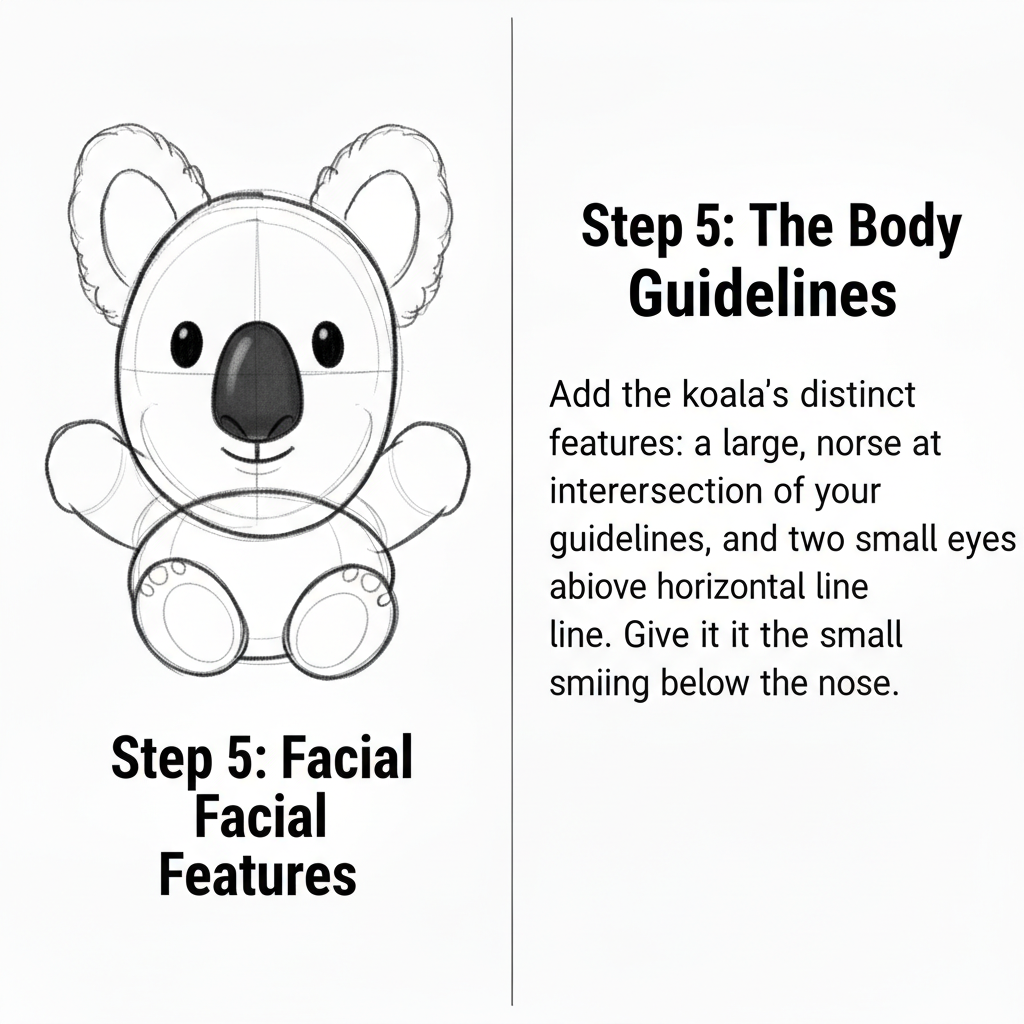 Step 5: Facial
Facial
Features
Step 5: The Body
Guidelines
Add the koala's distinct
features: a large, norse at
interersection of your
guidelines, and two small eyes
abiove horizontal line
line. Give it it the small
smiing below the nose.